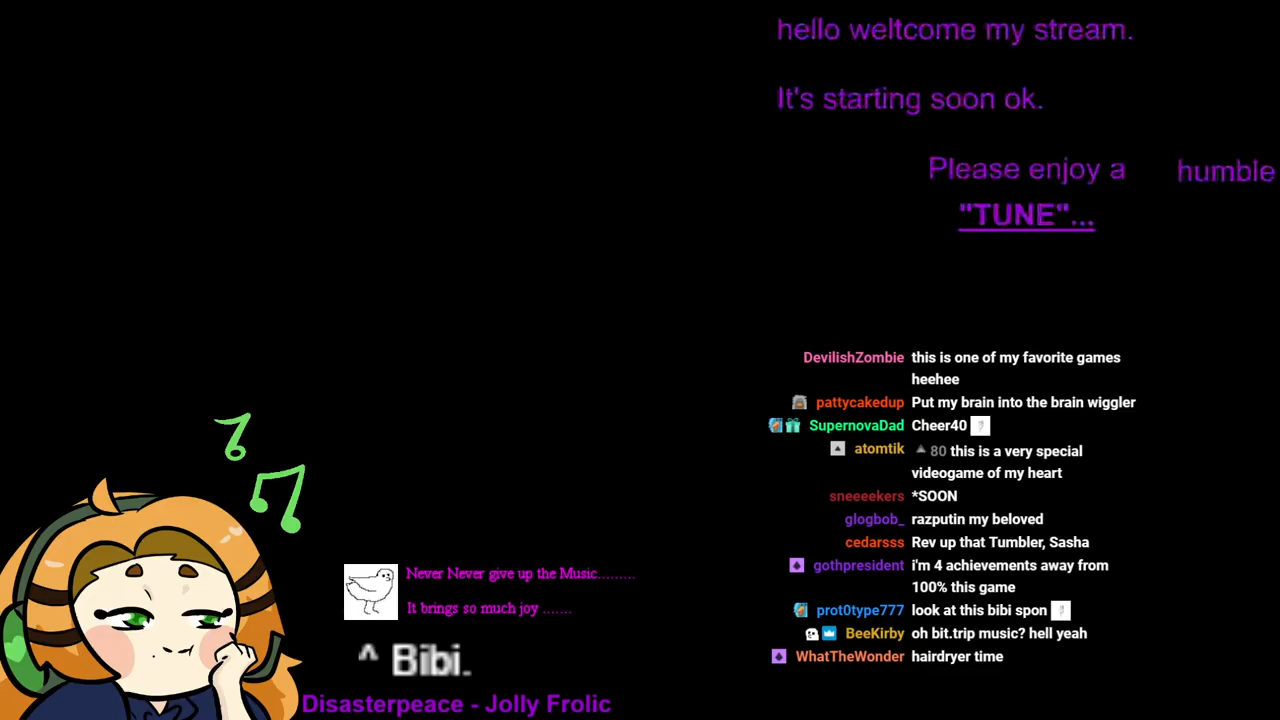 hello weltcome my stream.
It's starting soon ok.
Please enjoy a humble
"TUNE"...
DevilishZombie this is one of my favorite games
heehee
pattycakedup Put my brain into the brain wiggler
SupernovaDad Cheer40
atomtik 80 this is a very special
videogame of my heart
sneeeekers *SOON
glogbob_ razputin my beloved
cedarsss Rev up that Tumbler, Sasha
gothpresident i'm 4 achievements away from
100% this game
prot0type777 look at this bibi spon
BeeKirby oh bit.trip music? hell yeah
WhatTheWonder hairdryer time
Never Never give up the Music.........
It brings so much joy .......
^ Bibi.
Disasterpeace - Jolly Frolic